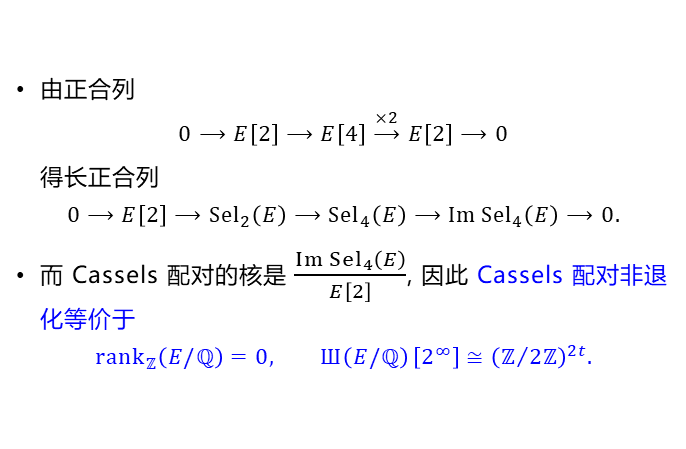 • 由正合列
0 ⟶ E[2] ⟶ E[4] \overset{×2}{⟶} E[2] ⟶ 0
得长正合列
0 ⟶ E[2] ⟶ Sel₂(E) ⟶ Sel₄(E) ⟶ Im Sel₄(E) ⟶ 0.
• 而 Cassels 配对的核是 \frac{Im Sel₄(E)}{E[2]}, 因此 Cassels 配对非退
化等价于
rank_ℤ(E/ℚ) = 0, Ш(E/ℚ)[2^∞] ≅ (ℤ/2ℤ)^{2t}.